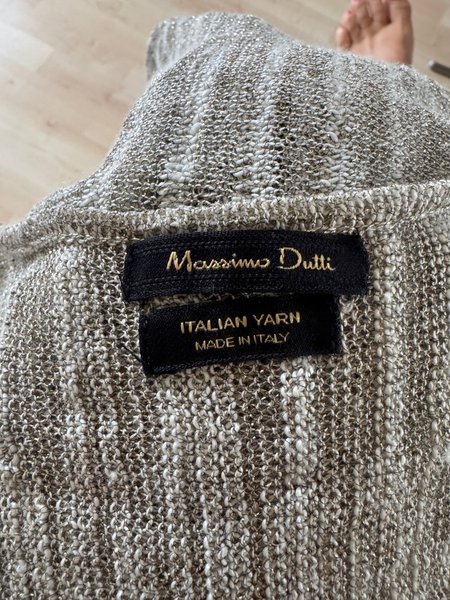 Massimo Dutti
ITALIAN YARN
MADE IN ITALY